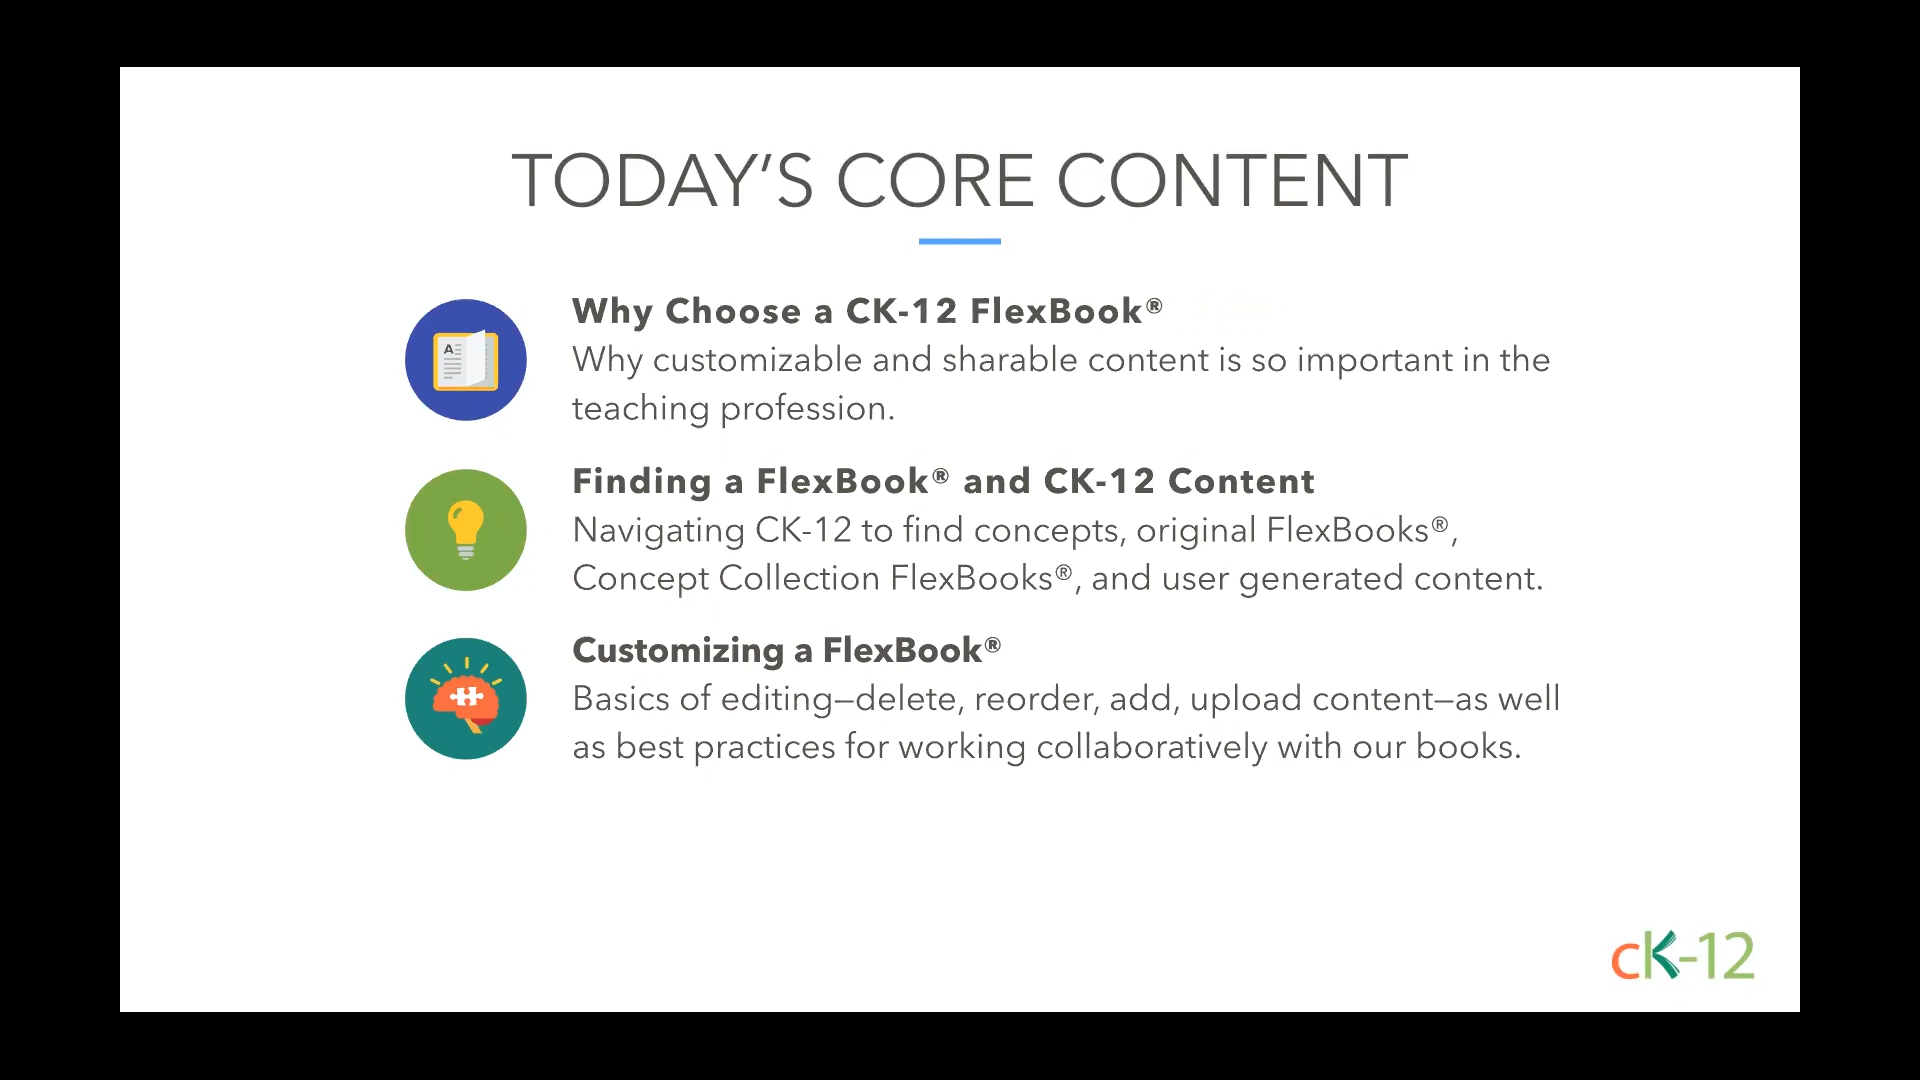 TODAY’S CORE CONTENT
Why Choose a CK-12 FlexBook®
Why customizable and sharable content is so important in the
teaching profession.
Finding a FlexBook® and CK-12 Content
Navigating CK-12 to find concepts, original FlexBooks®,
Concept Collection FlexBooks®, and user generated content.
Customizing a FlexBook®
Basics of editing—delete, reorder, add, upload content—as well
as best practices for working collaboratively with our books.
A
cK-12